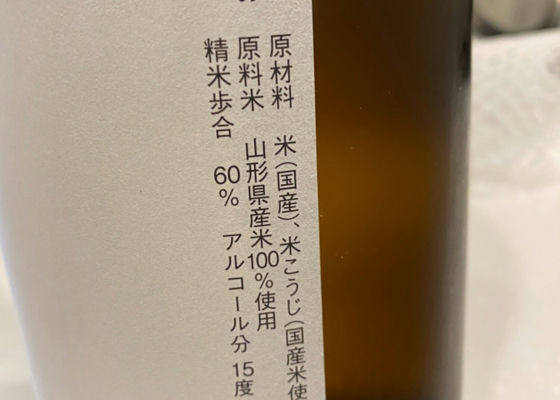 原材料 米(国産)、米こうじ(国産米使
原料米 山形県産米100%使用
精米歩合 60% アルコール分 15度